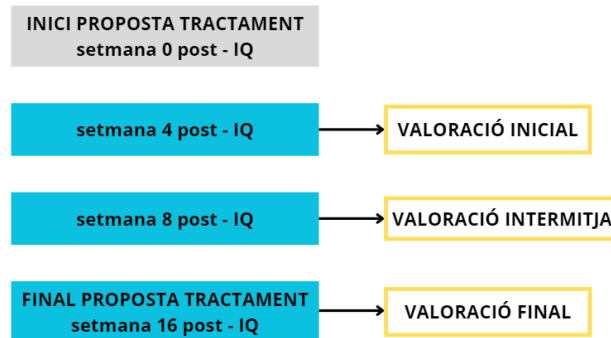 INICI PROPOSTA TRACTAMENT
setmana 0 post - IQ
setmana 4 post - IQ
VALORACIÓ INICIAL
setmana 8 post - IQ
VALORACIÓ INTERMITJA
FINAL PROPOSTA TRACTAMENT
setmana 16 post - IQ
VALORACIÓ FINAL